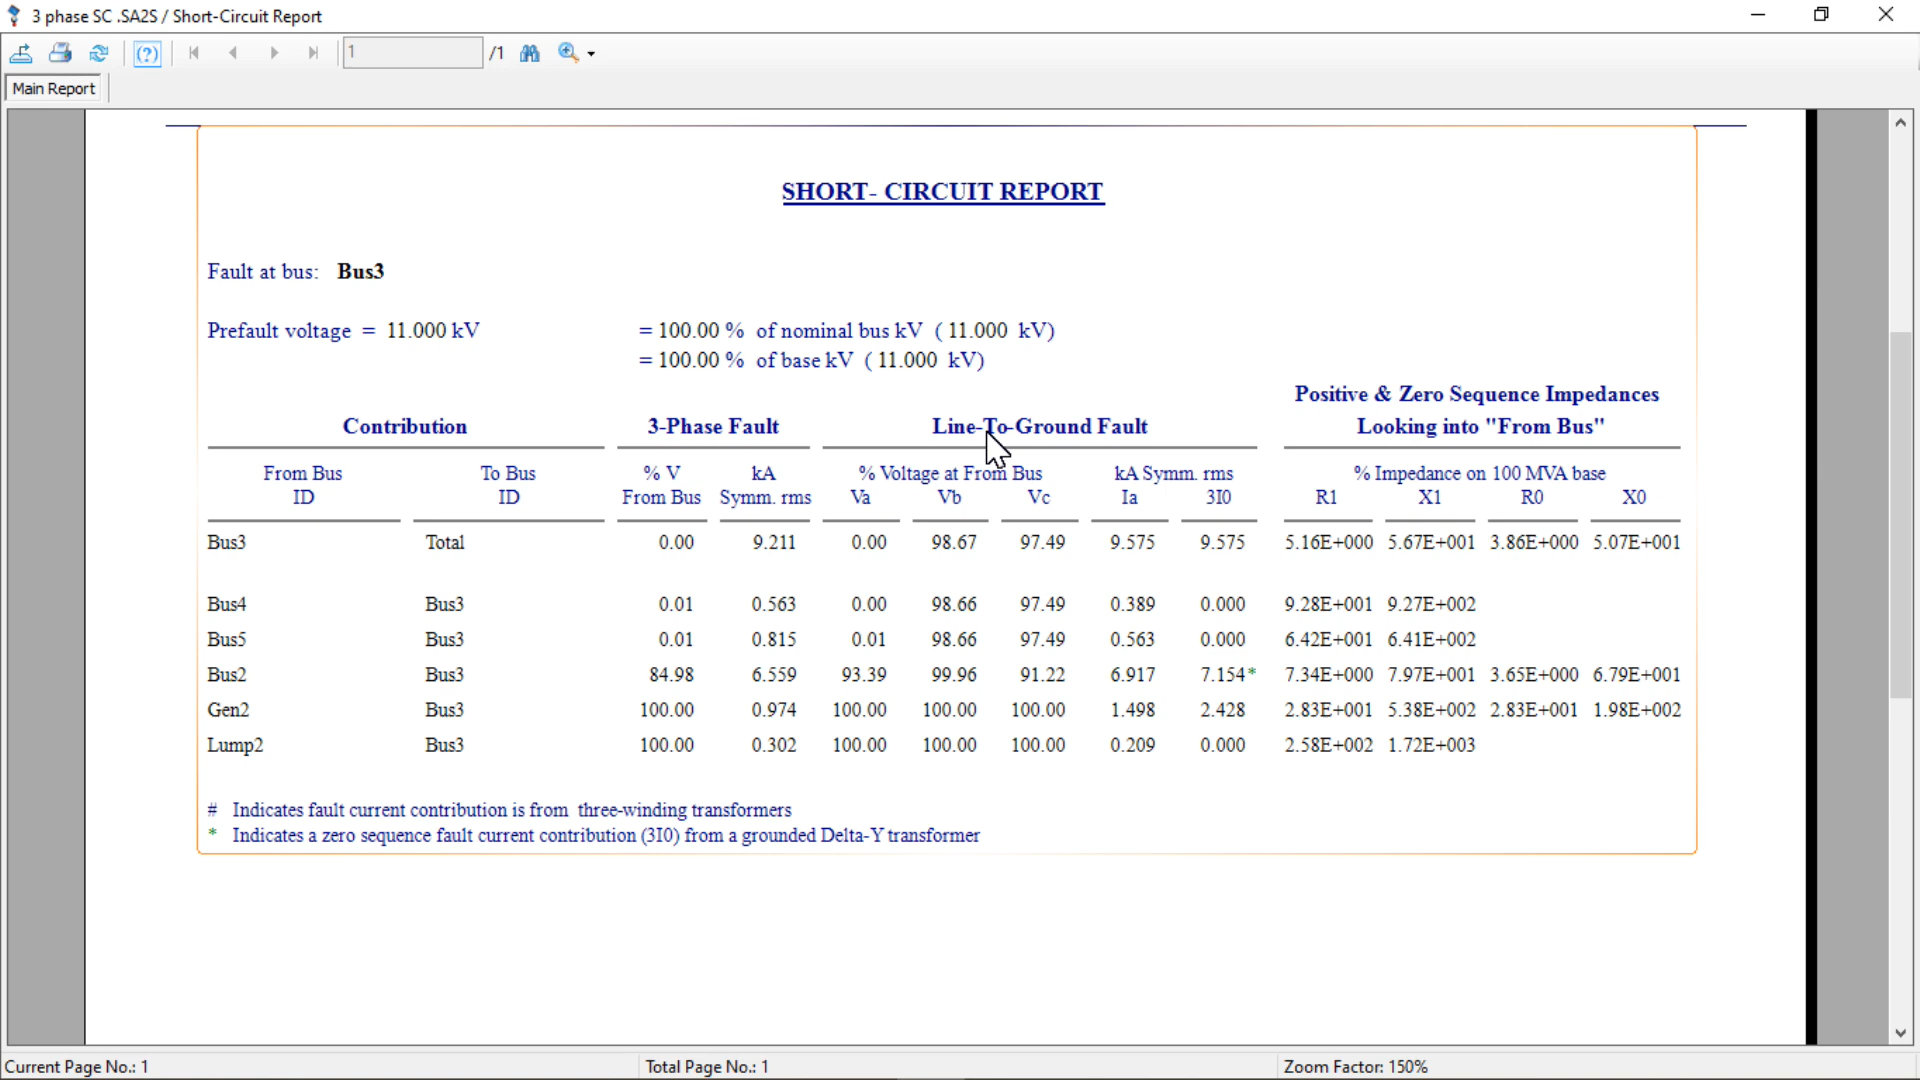 3 phase SC .SA2S / Short-Circuit Report
1 /1
Main Report
SHORT- CIRCUIT REPORT
Fault at bus: Bus3
Prefault voltage = 11.000 kV = 100.00 % of nominal bus kV ( 11.000 kV)
= 100.00 % of base kV ( 11.000 kV)
Positive & Zero Sequence Impedances
Contribution 3-Phase Fault Line-To-Ground Fault Looking into "From Bus"
From Bus To Bus % V kA % Voltage at From Bus kA Symm. rms % Impedance on 100 MVA base
ID ID From Bus Symm. rms Va Vb Vc Ia 3I0 R1 X1 R0 X0
Bus3 Total 0.00 9.211 0.00 98.67 97.49 9.575 9.575 5.16E+000 5.67E+001 3.86E+000 5.07E+001
Bus4 Bus3 0.01 0.563 0.00 98.66 97.49 0.389 0.000 9.28E+001 9.27E+002
Bus5 Bus3 0.01 0.815 0.01 98.66 97.49 0.563 0.000 6.42E+001 6.41E+002
Bus2 Bus3 84.98 6.559 93.39 99.96 91.22 6.917 7.154* 7.34E+000 7.97E+001 3.65E+000 6.79E+001
Gen2 Bus3 100.00 0.974 100.00 100.00 100.00 1.498 2.428 2.83E+001 5.38E+002 2.83E+001 1.98E+002
Lump2 Bus3 100.00 0.302 100.00 100.00 100.00 0.209 0.000 2.58E+002 1.72E+003
# Indicates fault current contribution is from three-winding transformers
* Indicates a zero sequence fault current contribution (3I0) from a grounded Delta-Y transformer
Current Page No.: 1 Total Page No.: 1 Zoom Factor: 150%